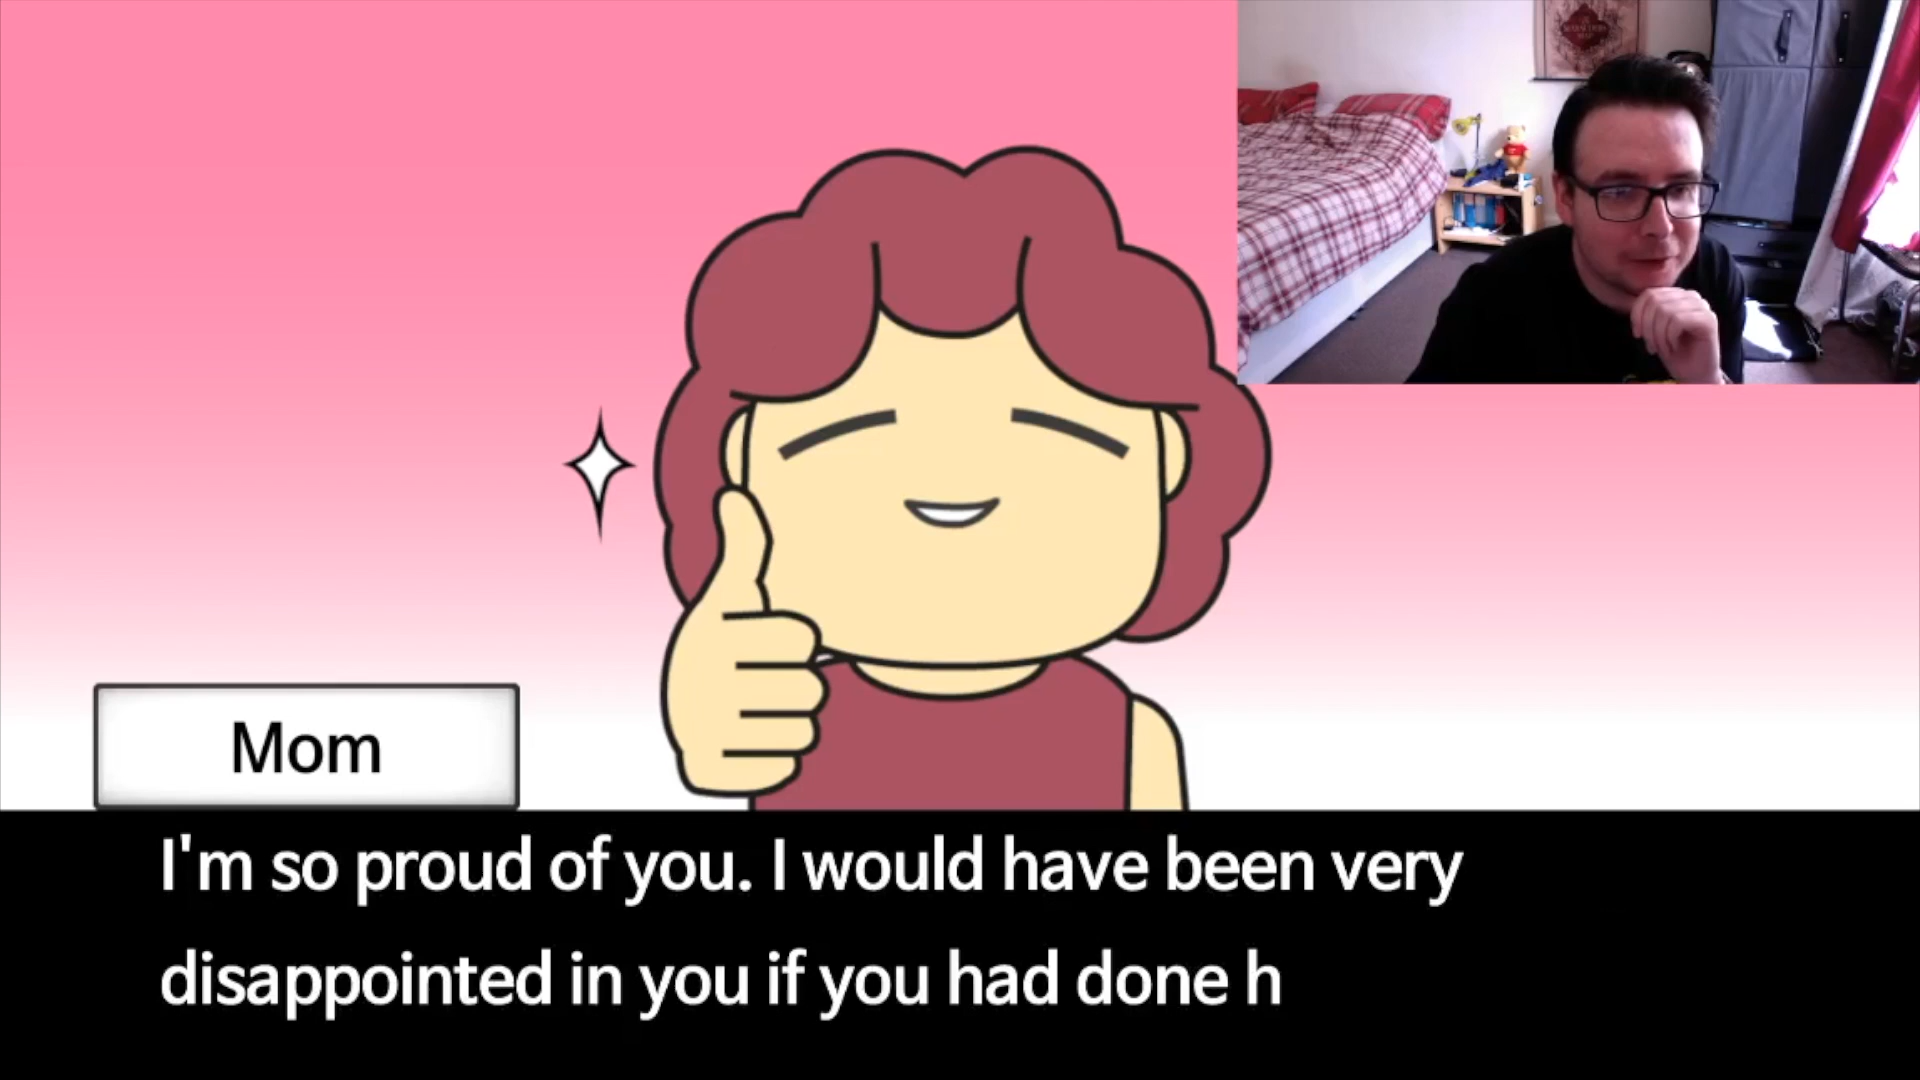 Mom
I'm so proud of you. I would have been very
disappointed in you if you had done h